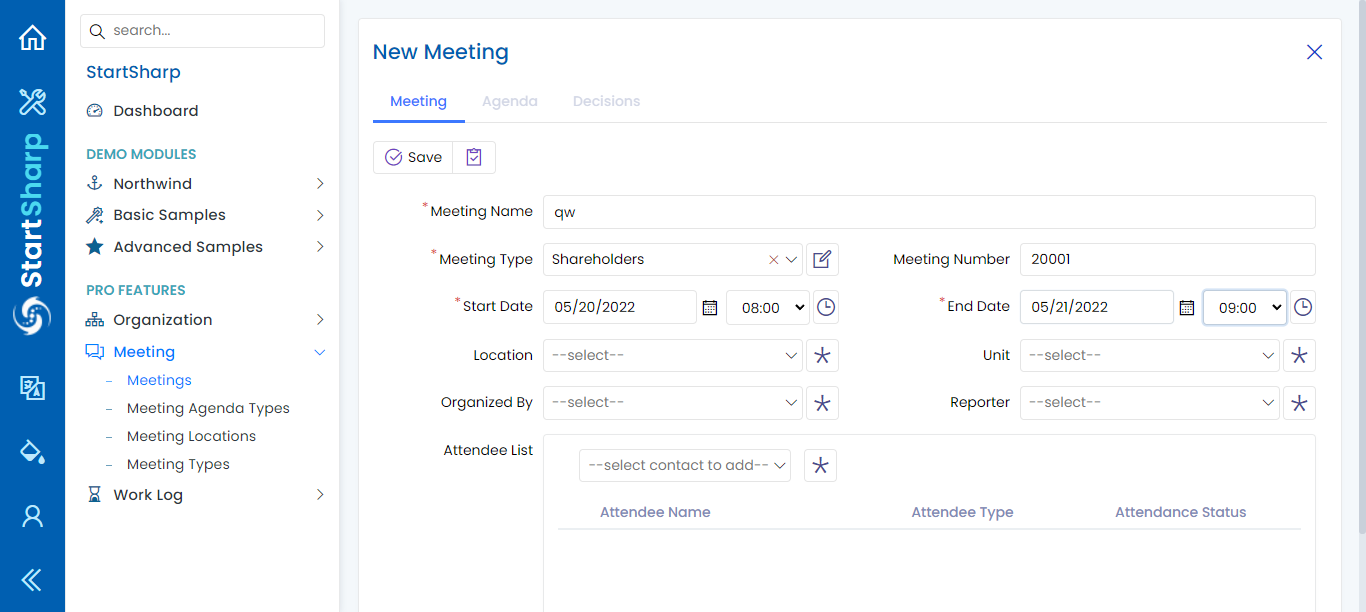 search...
StartSharp
StartSharp
Dashboard
DEMO MODULES
Northwind
Basic Samples
Advanced Samples
PRO FEATURES
Organization
Meeting
– Meetings
– Meeting Agenda Types
– Meeting Locations
– Meeting Types
Work Log
New Meeting
Meeting Agenda Decisions
Save
*Meeting Name qw
*Meeting Type Shareholders Meeting Number 20001
*Start Date 05/20/2022 08:00 *End Date 05/21/2022 09:00
Location --select-- Unit --select--
Organized By --select-- Reporter --select--
Attendee List
--select contact to add--
Attendee Name Attendee Type Attendance Status